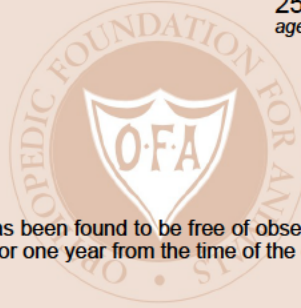 25
age
ORTHOPEDIC FOUNDATION FOR ANIMALS
O·F·A
as been found to be free of obse
or one year from the time of the